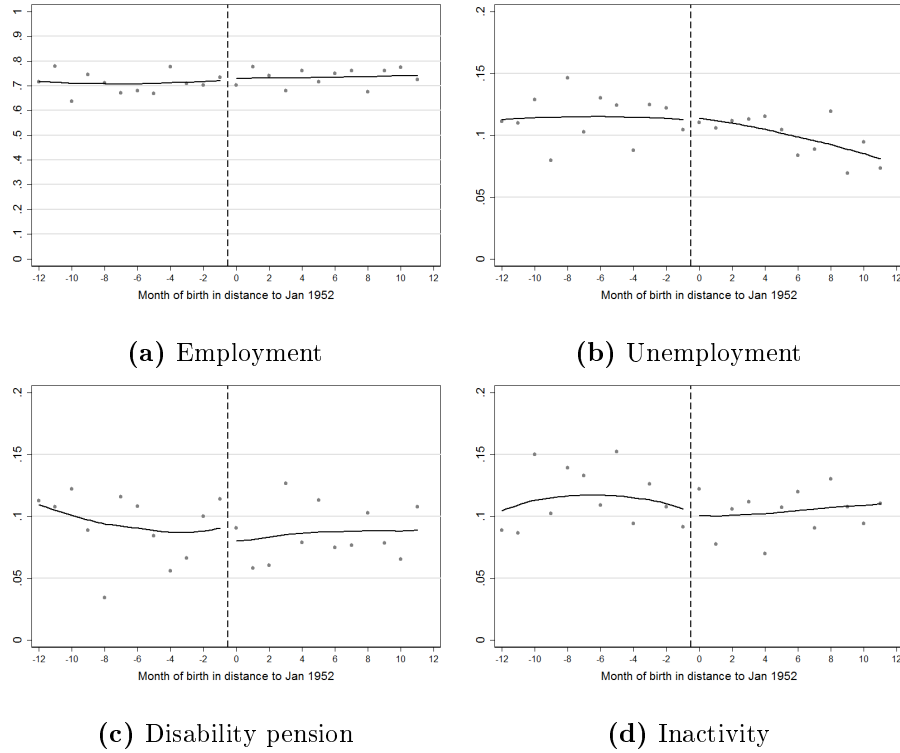 1
.9
.8
.7
.6
.5
.4
.3
.2
.1
0
-12 -10 -8 -6 -4 -2 0 2 4 6 8 10 12
Month of birth in distance to Jan 1952
(a) Employment
.2
.15
.1
.05
0
-12 -10 -8 -6 -4 -2 0 2 4 6 8 10 12
Month of birth in distance to Jan 1952
(b) Unemployment
.2
.15
.1
.05
0
-12 -10 -8 -6 -4 -2 0 2 4 6 8 10 12
Month of birth in distance to Jan 1952
(c) Disability pension
.2
.15
.1
.05
0
-12 -10 -8 -6 -4 -2 0 2 4 6 8 10 12
Month of birth in distance to Jan 1952
(d) Inactivity